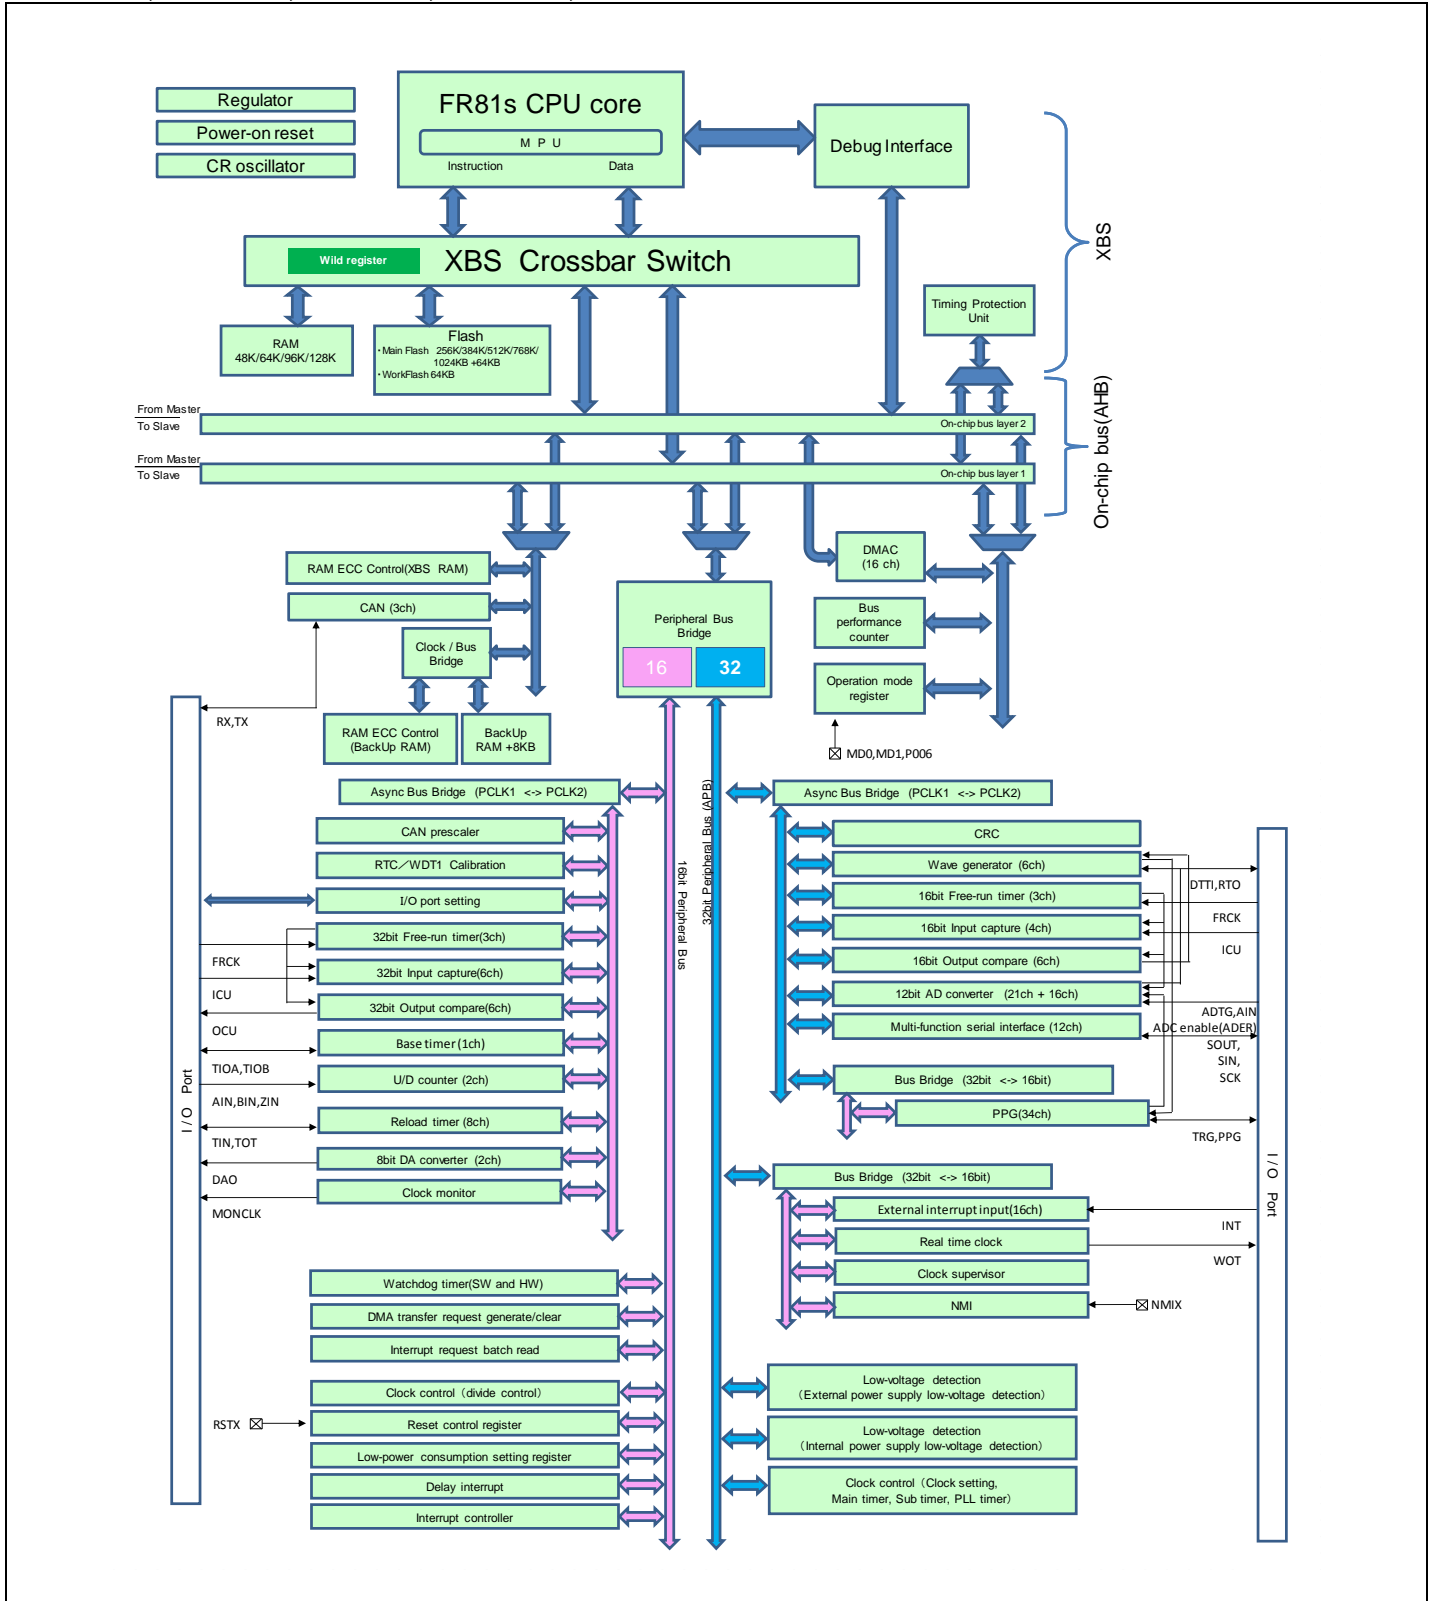 Regulator
Power-on reset
CR oscillator
FR81s CPU core
M P U
Instruction
Data
Debug Interface
XBS
Wild register
XBS Crossbar Switch
Timing Protection
Unit
RAM
48K/64K/96K/128K
Flash
・Main Flash 256K/384K/512K/768K/
1024KB +64KB
・WorkFlash 64KB
On-chip bus(AHB)
From Master
To Slave
On-chip bus layer 2
From Master
To Slave
On-chip bus layer 1
RAM ECC Control(XBS RAM)
CAN (3ch)
Clock / Bus
Bridge
RAM ECC Control
(BackUp RAM)
BackUp
RAM +8KB
RX,TX
Peripheral Bus
Bridge
16
32
DMAC
(16 ch)
Bus
performance
counter
Operation mode
register
MD0,MD1,P006
I / O Port
16bit Peripheral Bus
32bit Peripheral Bus (APB)
Async Bus Bridge (PCLK1 <-> PCLK2)
CAN prescaler
RTC／WDT1 Calibration
I/O port setting
32bit Free-run timer(3ch)
FRCK
32bit Input capture(6ch)
ICU
32bit Output compare(6ch)
OCU
Base timer (1ch)
TIOA,TIOB
U/D counter (2ch)
AIN,BIN,ZIN
Reload timer (8ch)
TIN,TOT
8bit DA converter (2ch)
DAO
Clock monitor
MONCLK
Watchdog timer(SW and HW)
DMA transfer request generate/clear
Interrupt request batch read
Clock control（divide control）
RSTX
Reset control register
Low-power consumption setting register
Delay interrupt
Interrupt controller
Async Bus Bridge (PCLK1 <-> PCLK2)
CRC
Wave generator (6ch)
DTTI,RTO
16bit Free-run timer (3ch)
FRCK
16bit Input capture (4ch)
ICU
16bit Output compare (6ch)
12bit AD converter (21ch + 16ch)
ADTG,AIN
ADC enable(ADER)
Multi-function serial interface (12ch)
SOUT,
SIN,
SCK
Bus Bridge (32bit <-> 16bit)
PPG(34ch)
TRG,PPG
I / O Port
Bus Bridge (32bit <-> 16bit)
External interrupt input(16ch)
INT
Real time clock
WOT
Clock supervisor
NMI
NMIX
Low-voltage detection
（External power supply low-voltage detection）
Low-voltage detection
（Internal power supply low-voltage detection）
Clock control（Clock setting,
Main timer, Sub timer, PLL timer）